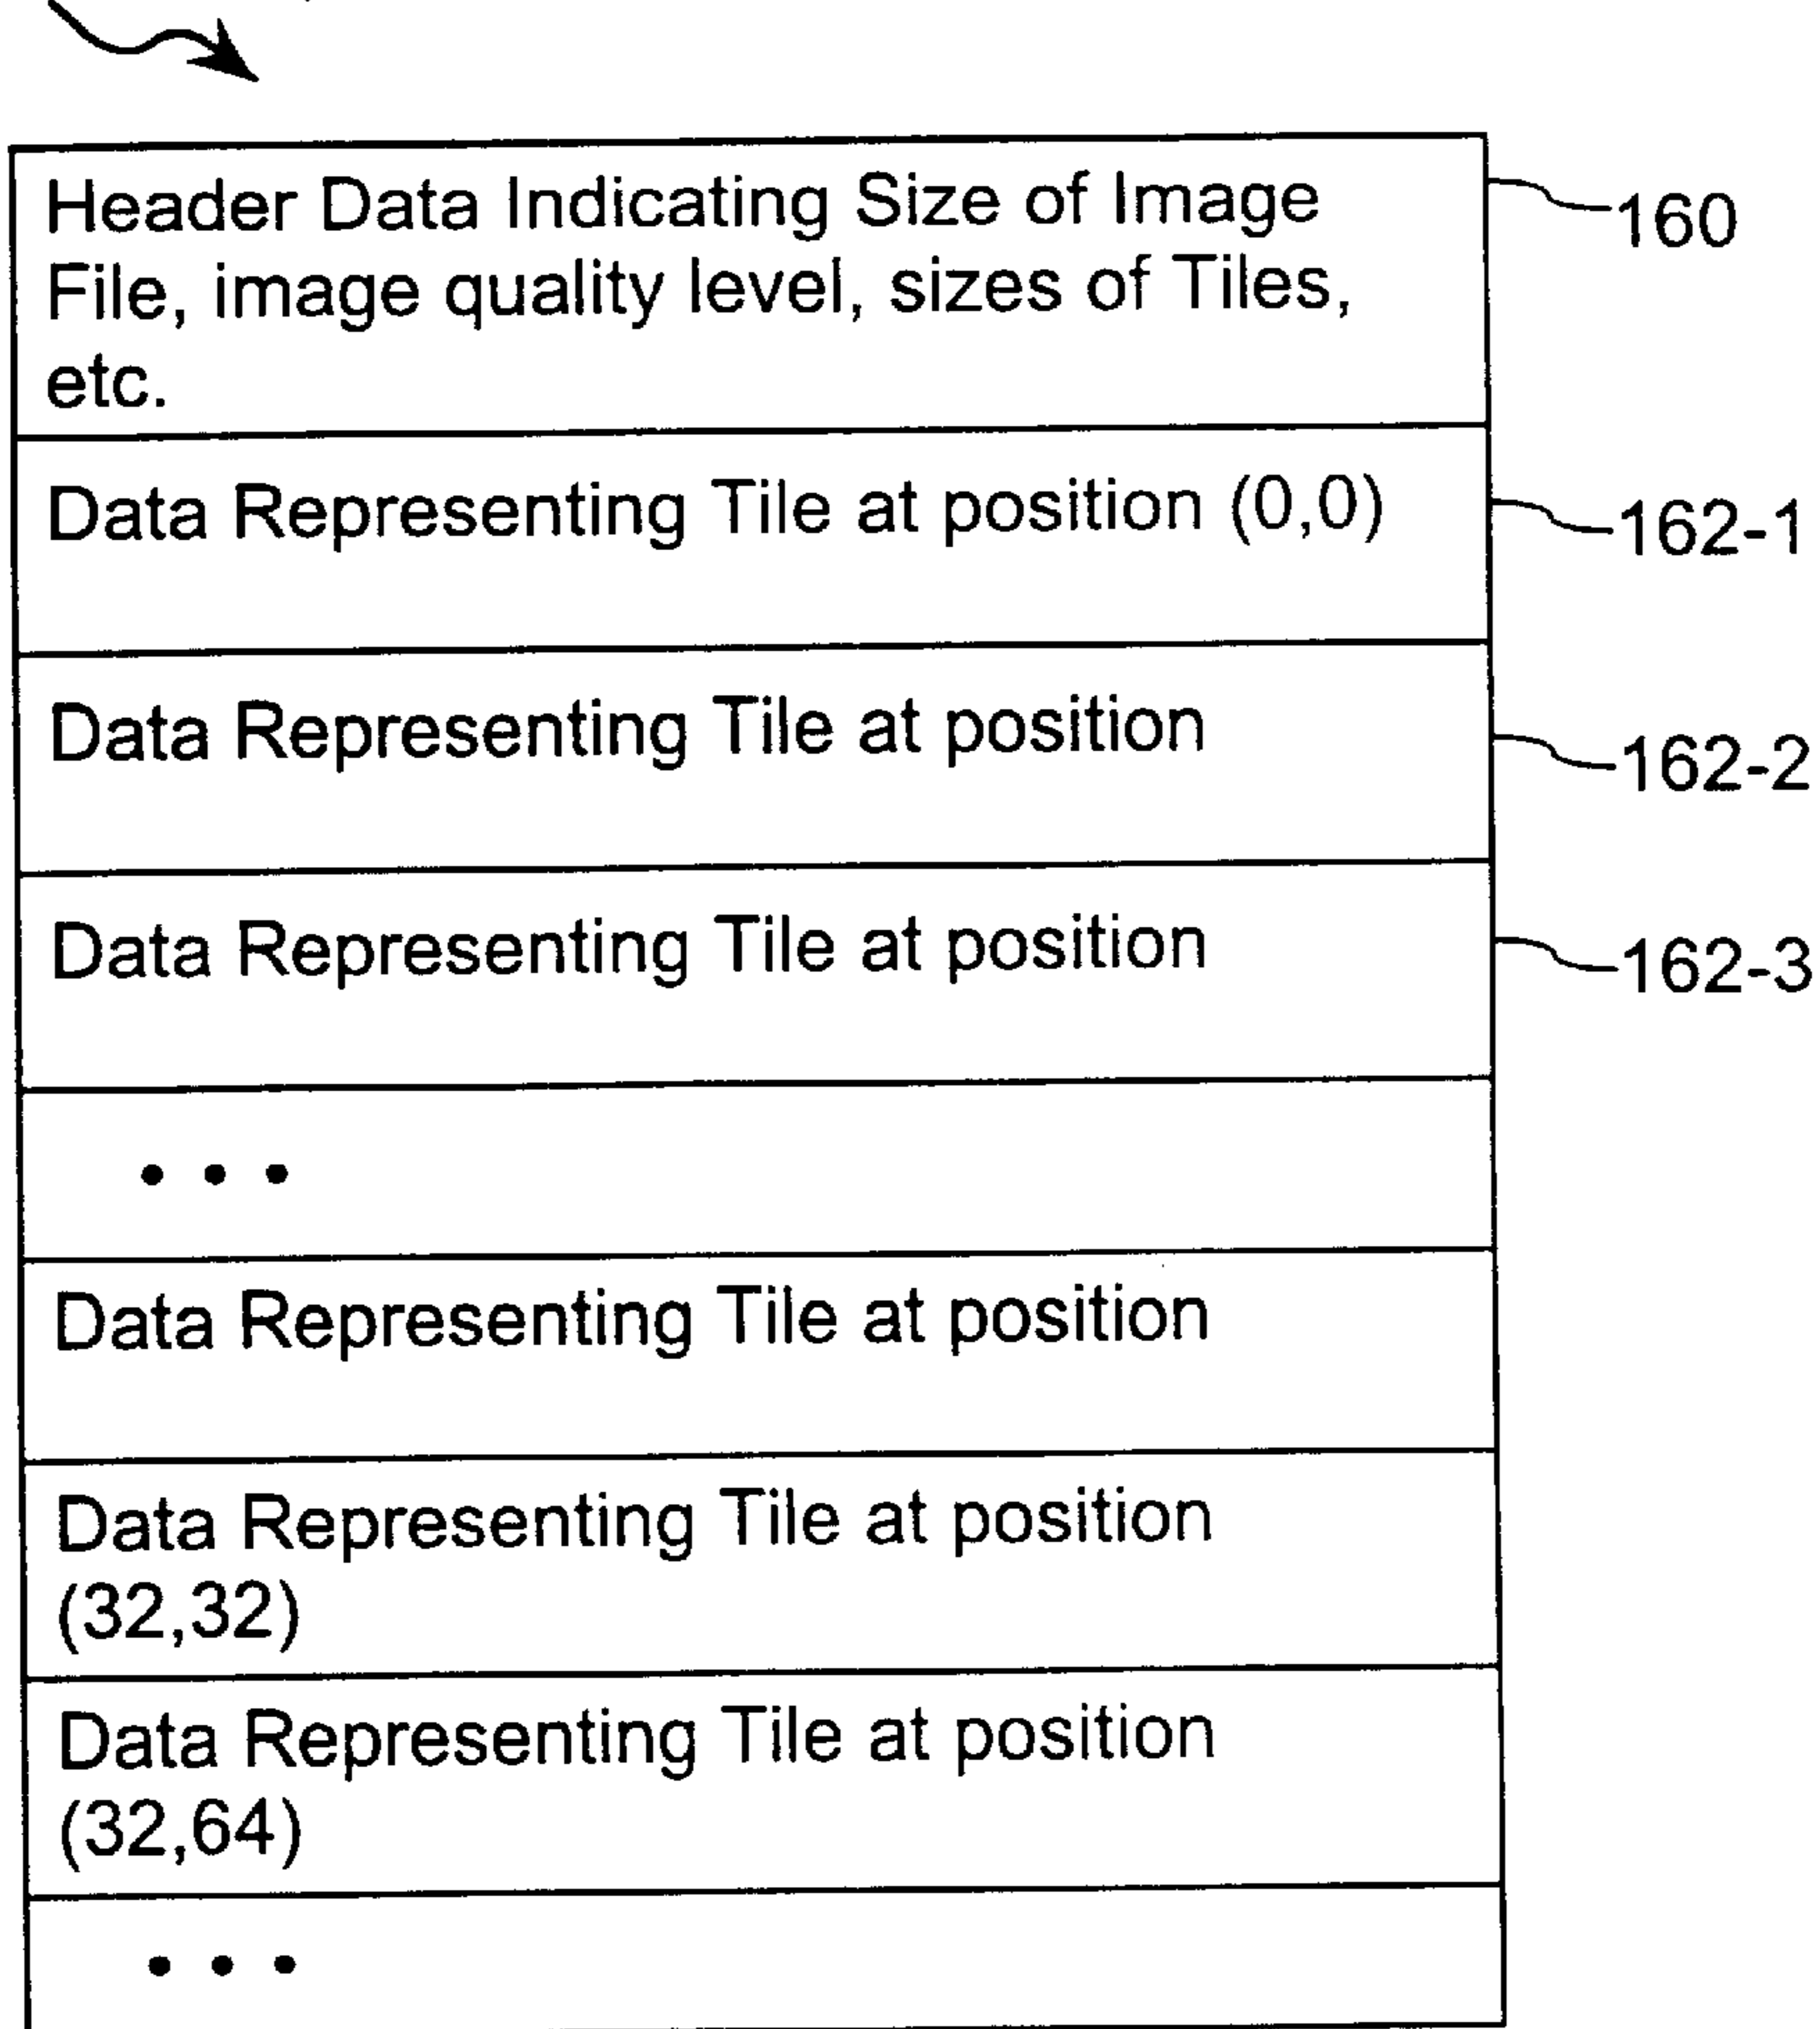 Header Data Indicating Size of Image
160
File, image quality level, sizes of Tiles,
etc.
Data Representing Tile at position (0,0)
162-1
Data Representing Tile at position
162-2
Data Representing Tile at position
162-3
• • •
Data Representing Tile at position
Data Representing Tile at position
(32,32)
Data Representing Tile at position
(32,64)
• • •